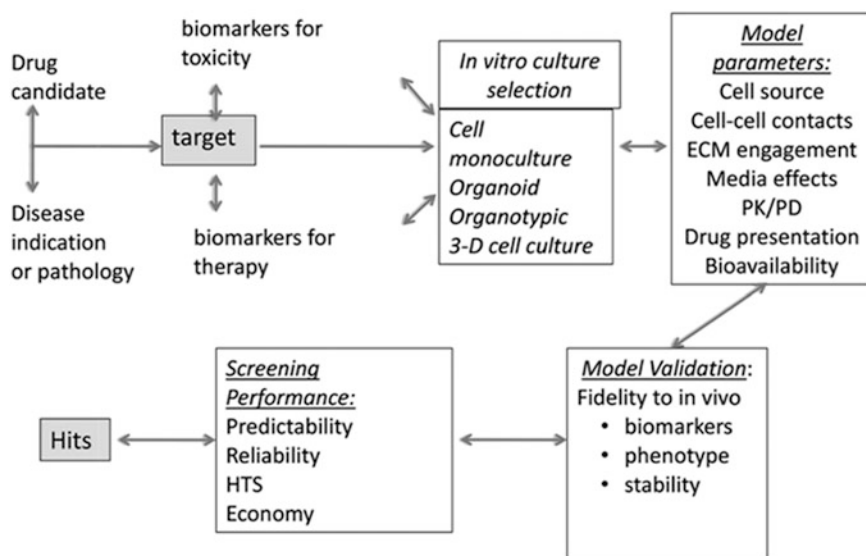 Drug
candidate
Disease
indication
or pathology
biomarkers for
toxicity
target
biomarkers for
therapy
In vitro culture
selection
Cell
monoculture
Organoid
Organotypic
3-D cell culture
Model
parameters:
Cell source
Cell-cell contacts
ECM engagement
Media effects
PK/PD
Drug presentation
Bioavailability
Hits
Screening
Performance:
Predictability
Reliability
HTS
Economy
Model Validation:
Fidelity to in vivo
• biomarkers
• phenotype
• stability